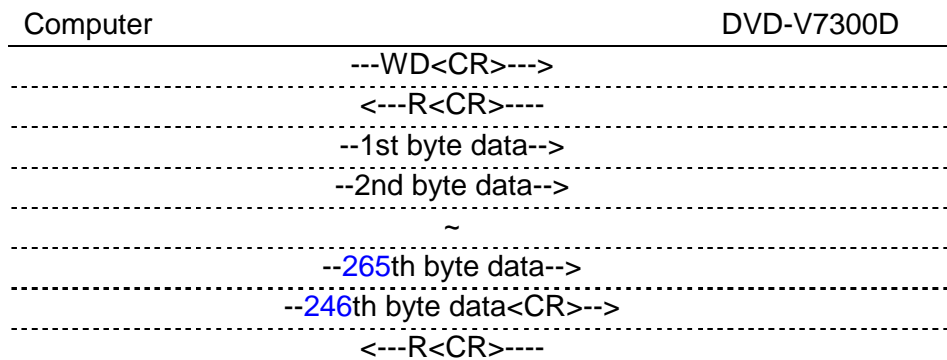 Computer DVD-V7300D
---WD<CR>--->
<---R<CR>----
--1st byte data-->
--2nd byte data-->
~
--265th byte data-->
--246th byte data<CR>-->
<---R<CR>----